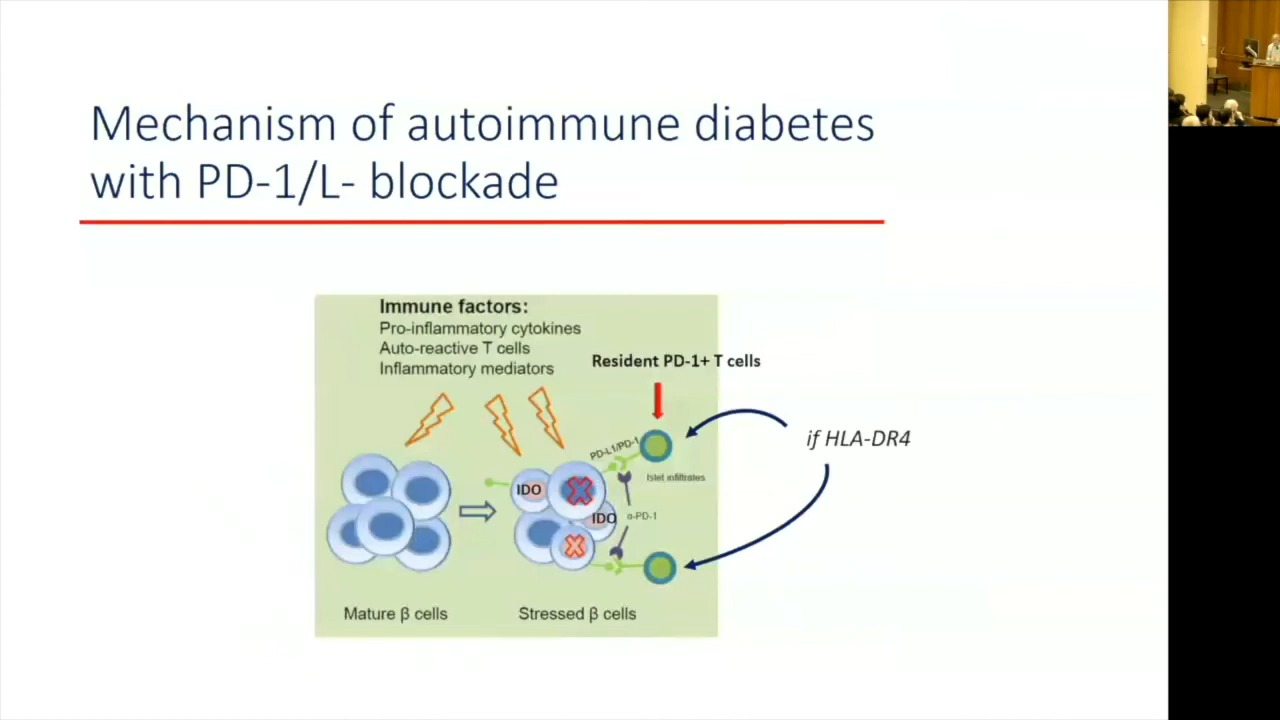 Mechanism of autoimmune diabetes
with PD-1/L- blockade
Immune factors:
Pro-inflammatory cytokines
Auto-reactive T cells
Inflammatory mediators
Resident PD-1+ T cells
if HLA-DR4
PD-L1/PD-1
Islet infiltrates
IDO
IDO
α-PD-1
Mature β cells
Stressed β cells